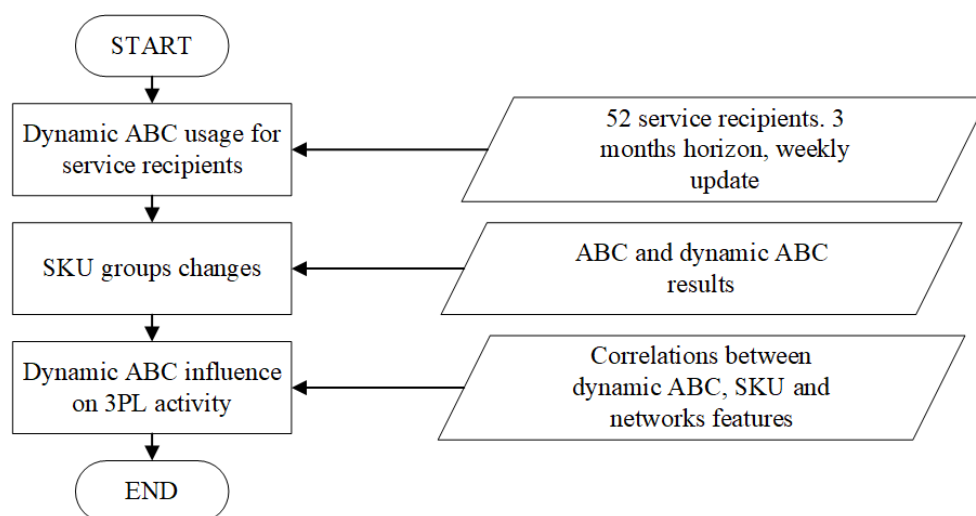 START
Dynamic ABC usage for
service recipients
52 service recipients. 3
months horizon, weekly
update
SKU groups changes
ABC and dynamic ABC
results
Dynamic ABC influence
on 3PL activity
Correlations between
dynamic ABC, SKU and
networks features
END